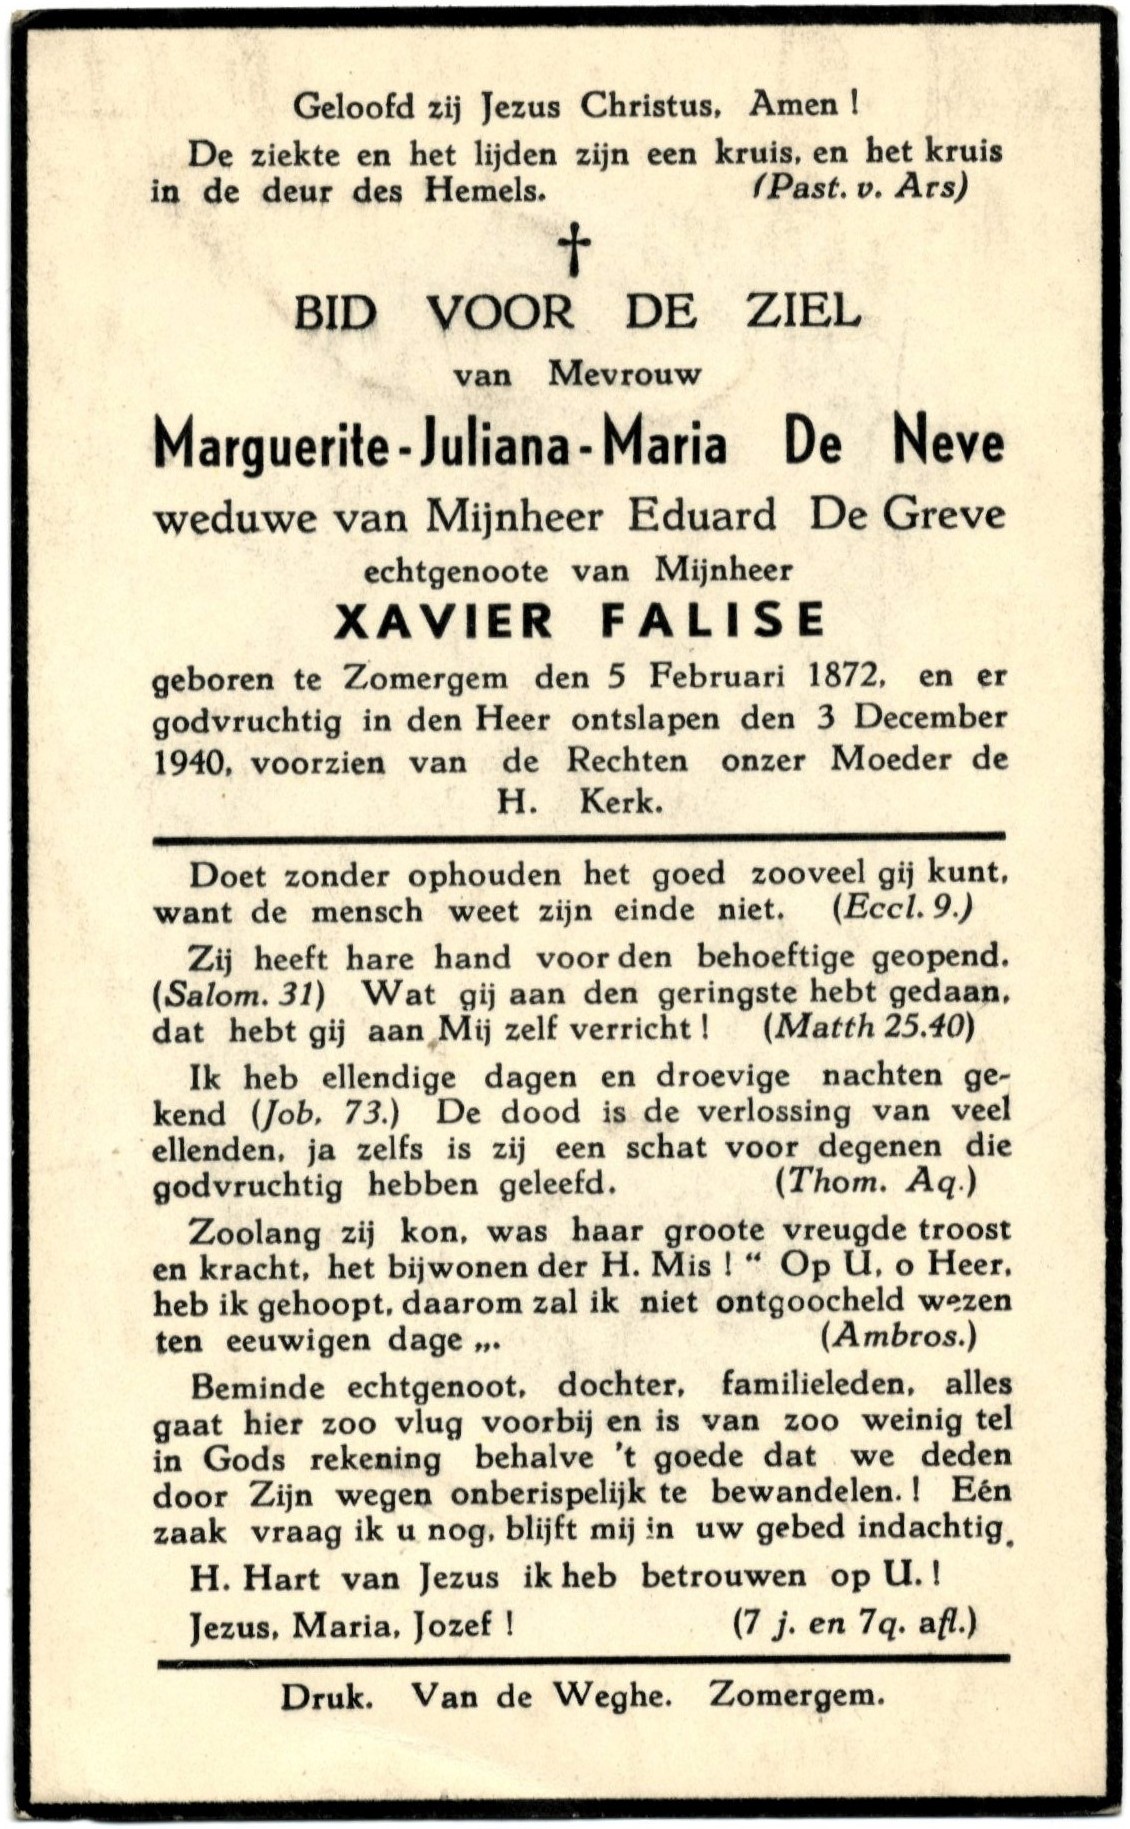 Geloofd zij Jezus Christus, Amen !
De ziekte en het lijden zijn een kruis, en het kruis
in de deur des Hemels. (Past. v. Ars)
†
BID VOOR DE ZIEL
van Mevrouw
Marguerite-Juliana-Maria De Neve
weduwe van Mijnheer Eduard De Greve
echtgenoote van Mijnheer
XAVIER FALISE
geboren te Zomergem den 5 Februari 1872, en er
godvruchtig in den Heer ontslapen den 3 December
1940, voorzien van de Rechten onzer Moeder de
H. Kerk.
Doet zonder ophouden het goed zooveel gij kunt,
want de mensch weet zijn einde niet. (Eccl. 9.)
Zij heeft hare hand voor den behoeftige geopend.
(Salom. 31) Wat gij aan den geringste hebt gedaan,
dat hebt gij aan Mij zelf verricht ! (Matth 25.40)
Ik heb ellendige dagen en droevige nachten ge-
kend (Job, 73.) De dood is de verlossing van veel
ellenden, ja zelfs is zij een schat voor degenen die
godvruchtig hebben geleefd. (Thom. Aq.)
Zoolang zij kon, was haar groote vreugde troost
en kracht, het bijwonen der H. Mis ! “ Op U, o Heer,
heb ik gehoopt, daarom zal ik niet ontgoocheld wezen
ten eeuwigen dage „. (Ambros.)
Beminde echtgenoot, dochter, familieleden, alles
gaat hier zoo vlug voorbij en is van zoo weinig tel
in Gods rekening behalve 't goede dat we deden
door Zijn wegen onberispelijk te bewandelen. ! Eén
zaak vraag ik u nog, blijft mij in uw gebed indachtig.
H. Hart van Jezus ik heb betrouwen op U. !
Jezus, Maria, Jozef ! (7 j. en 7q. afl.)
Druk. Van de Weghe. Zomergem.